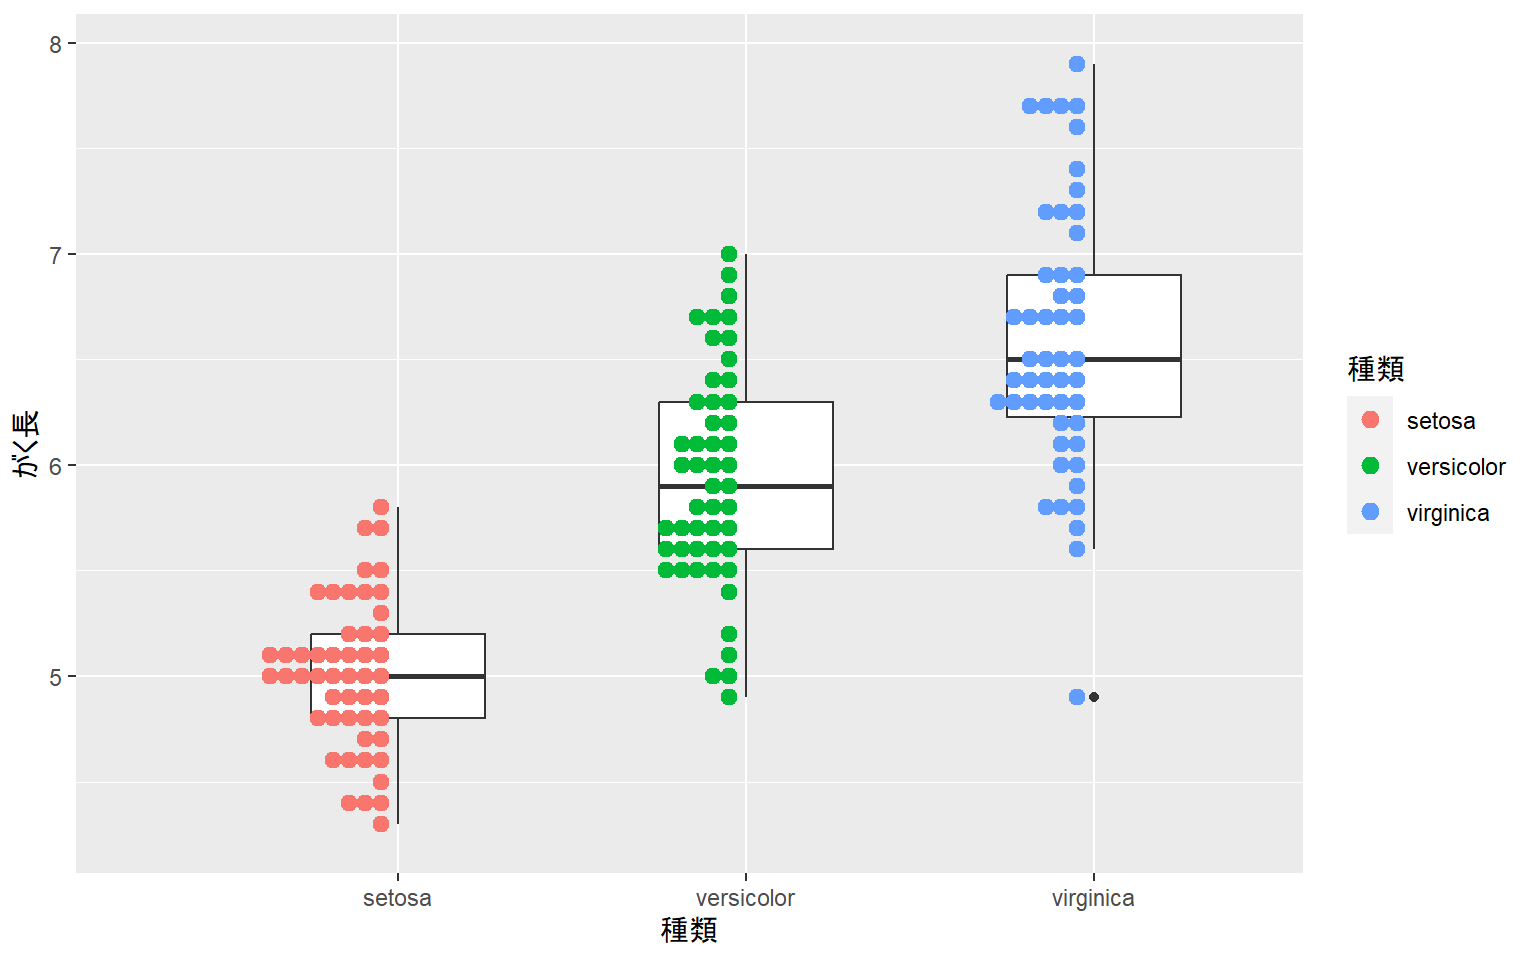 がく長
8
7
6
5
setosa
versicolor
virginica
種類
種類
setosa
versicolor
virginica